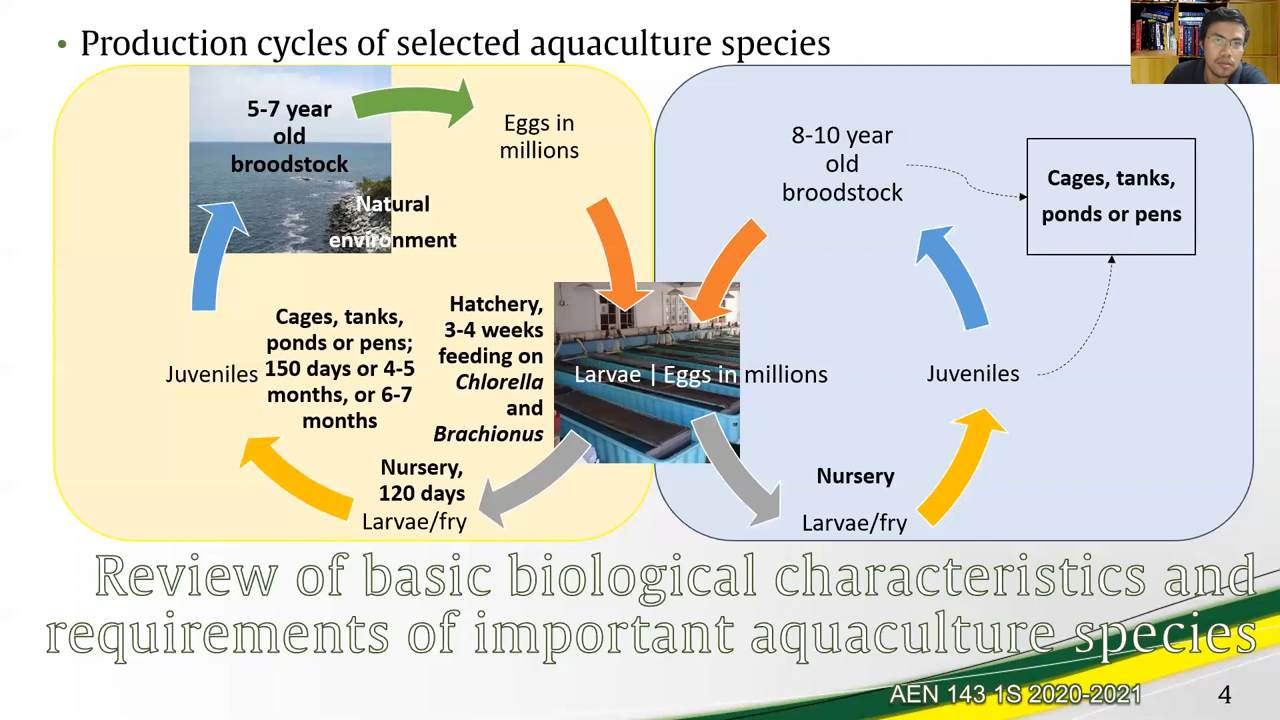 • Production cycles of selected aquaculture species
5-7 year
old
broodstock
Eggs in
millions
Natural
environment
Hatchery,
3-4 weeks
feeding on
Chlorella
and
Brachionus
Cages, tanks,
ponds or pens;
150 days or 4-5
months, or 6-7
months
Juveniles
Nursery,
120 days
Larvae/fry
Larvae | Eggs in millions
8-10 year
old
broodstock
Cages, tanks,
ponds or pens
Juveniles
Nursery
Larvae/fry
Review of basic biological characteristics and
requirements of important aquaculture species
AEN 143 1S 2020-2021
4